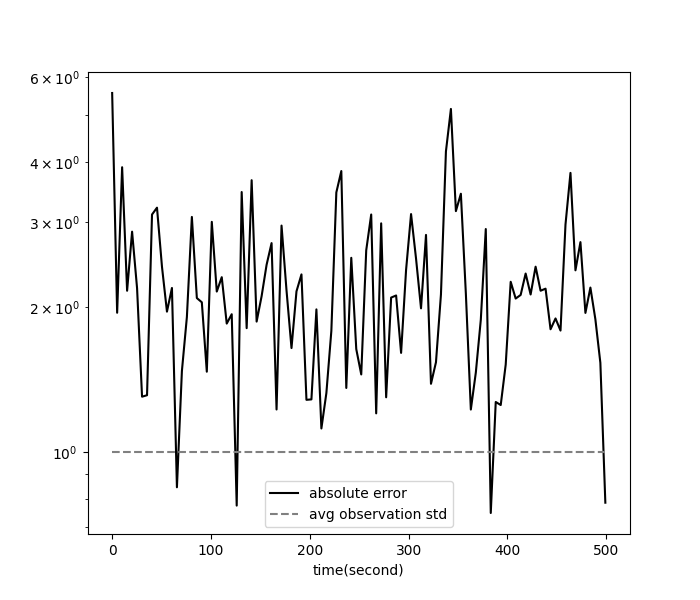 6 × 10⁰
4 × 10⁰
3 × 10⁰
2 × 10⁰
10⁰
absolute error
avg observation std
0 100 200 300 400 500
time(second)